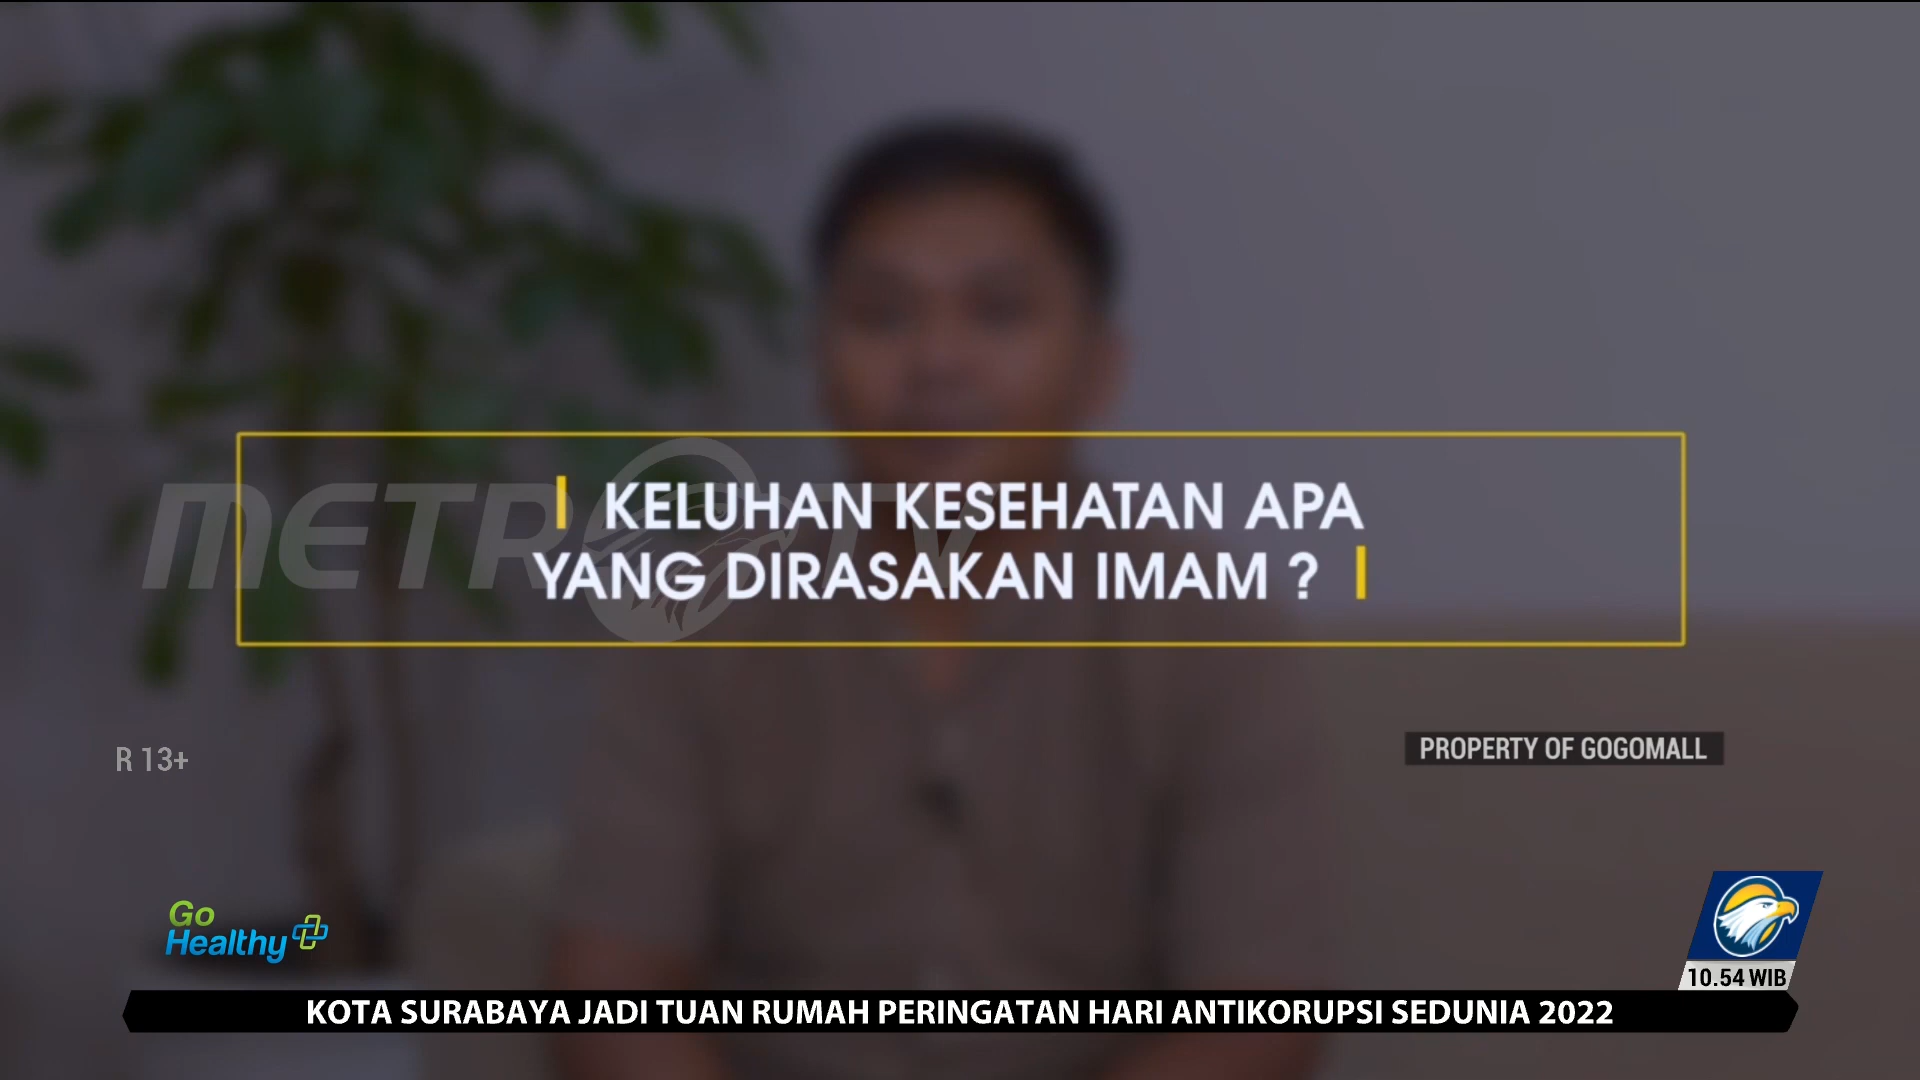 METRO TV
KELUHAN KESEHATAN APA
YANG DIRASAKAN IMAM ?
R 13+
PROPERTY OF GOGOMALL
Go
Healthy
10.54 WIB
KOTA SURABAYA JADI TUAN RUMAH PERINGATAN HARI ANTIKORUPSI SEDUNIA 2022